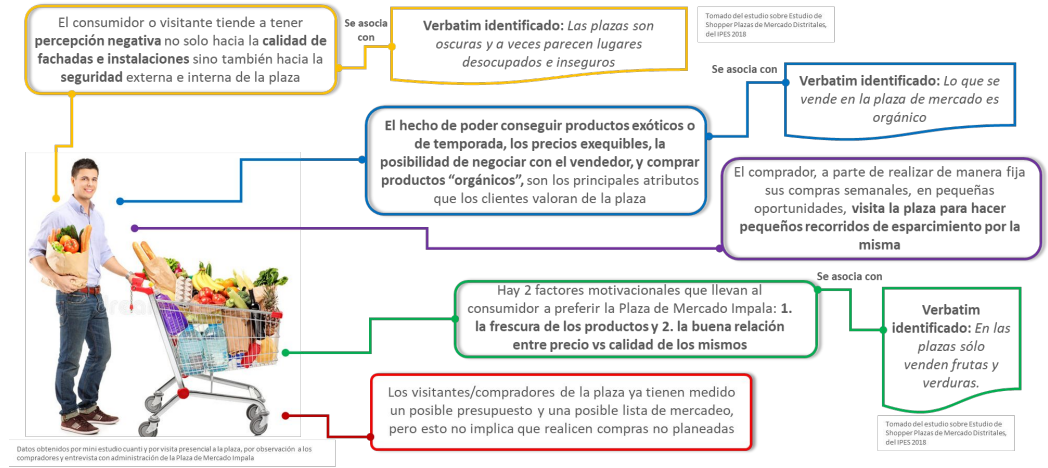 El consumidor o visitante tiende a tener
percepción negativa no solo hacia la calidad de
fachadas e instalaciones sino también hacia la
seguridad externa e interna de la plaza
Se asocia
con
Verbatim identificado: Las plazas son
oscuras y a veces parecen lugares
desocupados e inseguros
Tomado del estudio sobre Estudio de
Shopper Plazas de Mercado Distritales,
del IPES 2018
Se asocia con
Verbatim identificado: Lo que se
vende en la plaza de mercado es
orgánico
El hecho de poder conseguir productos exóticos o
de temporada, los precios exequibles, la
posibilidad de negociar con el vendedor, y comprar
productos “orgánicos”, son los principales atributos
que los clientes valoran de la plaza
El comprador, a parte de realizar de manera fija
sus compras semanales, en pequeñas
oportunidades, visita la plaza para hacer
pequeños recorridos de esparcimiento por la
misma
Se asocia con
Hay 2 factores motivacionales que llevan al
consumidor a preferir la Plaza de Mercado Impala: 1.
la frescura de los productos y 2. la buena relación
entre precio vs calidad de los mismos
Verbatim
identificado: En las
plazas sólo
venden frutas y
verduras.
Los visitantes/compradores de la plaza ya tienen medido
un posible presupuesto y una posible lista de mercadeo,
pero esto no implica que realicen compras no planeadas
Tomado del estudio sobre Estudio de
Shopper Plazas de Mercado Distritales,
del IPES 2018
Datos obtenidos por mini estudio cuanti y por visita presencial a la plaza, por observación a los
compradores y entrevista con administración de la Plaza de Mercado Impala